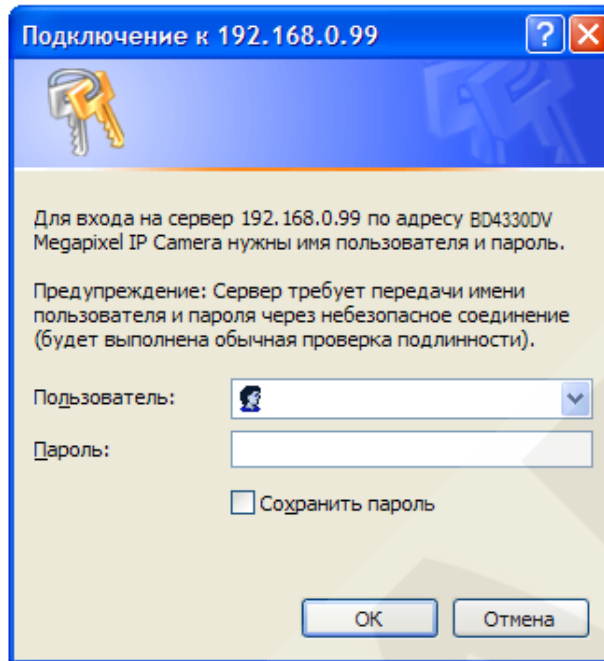 Подключение к 192.168.0.99
Для входа на сервер 192.168.0.99 по адресу BD4330DV
Megapixel IP Camera нужны имя пользователя и пароль.
Предупреждение: Сервер требует передачи имени
пользователя и пароля через небезопасное соединение
(будет выполнена обычная проверка подлинности).
Пользователь:
Пароль:
Сохранить пароль
ОК
Отмена